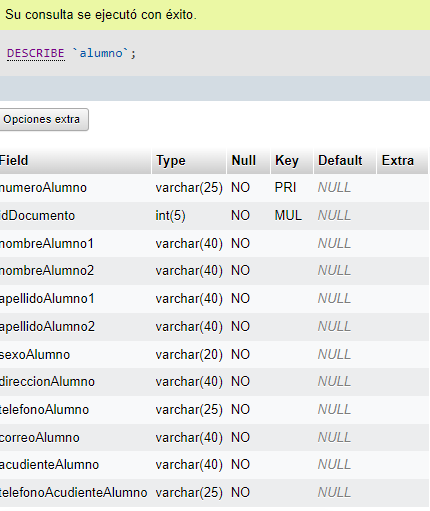 Su consulta se ejecutó con éxito.
DESCRIBE `alumno`;
Opciones extra
Field Type Null Key Default Extra
numeroAlumno varchar(25) NO PRI NULL
idDocumento int(5) NO MUL NULL
nombreAlumno1 varchar(40) NO NULL
nombreAlumno2 varchar(40) NO NULL
apellidoAlumno1 varchar(40) NO NULL
apellidoAlumno2 varchar(40) NO NULL
sexoAlumno varchar(20) NO NULL
direccionAlumno varchar(40) NO NULL
telefonoAlumno varchar(25) NO NULL
correoAlumno varchar(40) NO NULL
acudienteAlumno varchar(40) NO NULL
telefonoAcudienteAlumno varchar(25) NO NULL